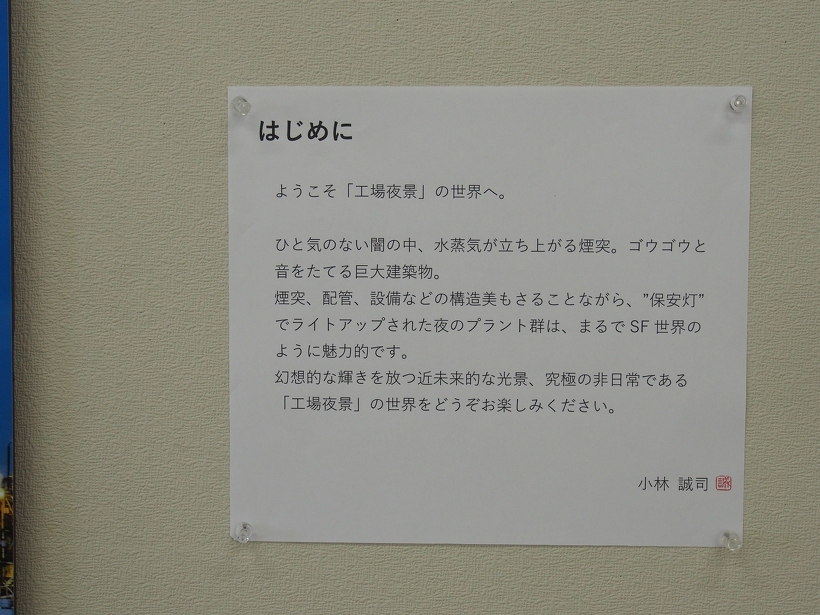 はじめに
ようこそ「工場夜景」の世界へ。
ひと気のない闇の中、水蒸気が立ち上がる煙突。ゴウゴウと
音をたてる巨大建築物。
煙突、配管、設備などの構造美もさることながら、”保安灯”
でライトアップされた夜のプラント群は、まるで SF 世界の
ように魅力的です。
幻想的な輝きを放つ近未来的な光景、究極の非日常である
「工場夜景」の世界をどうぞお楽しみください。
小林 誠司 誠